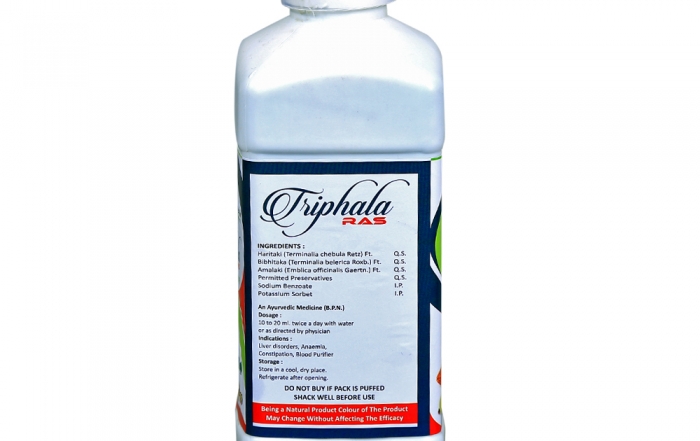 Triphala
RAS
INGREDIENTS :
Haritaki (Terminalia chebula Retz) Ft. Q.S.
Bibhitaka (Terminalia belerica Roxb.) Ft. Q.S.
Amalaki (Emblica officinalis Gaertn.) Ft. Q.S.
Permitted Preservatives Q.S.
Sodium Benzoate I.P.
Potassium Sorbet I.P.
An Ayurvedic Medicine (B.P.N.)
Dosage :
10 to 20 ml. twice a day with water
or as directed by physician
Indications :
Liver disorders, Anaemia,
Constipation, Blood Purifier
Storage :
Store in a cool, dry place.
Refrigerate after opening.
DO NOT BUY IF PACK IS PUFFED
SHACK WELL BEFORE USE
Being a Natural Product Colour of The Product
May Change Without Affecting The Efficacy